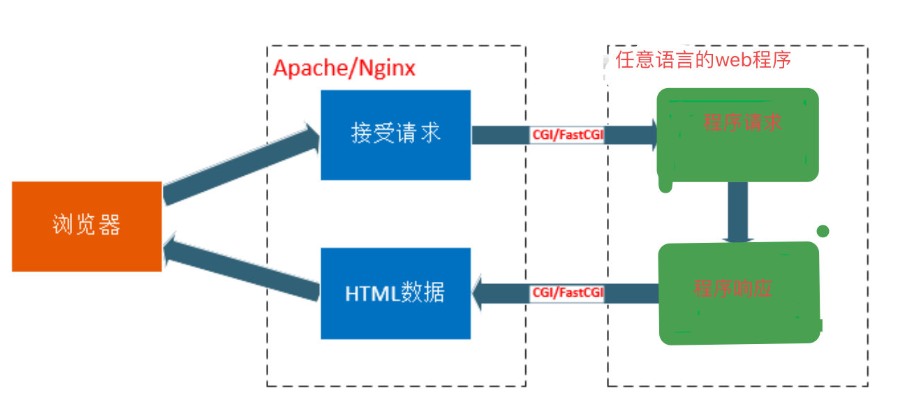 Apache/Nginx
任意语言的web程序
接受请求
CGI/FastCGI
程序请求
浏览器
HTML数据
CGI/FastCGI
程序响应